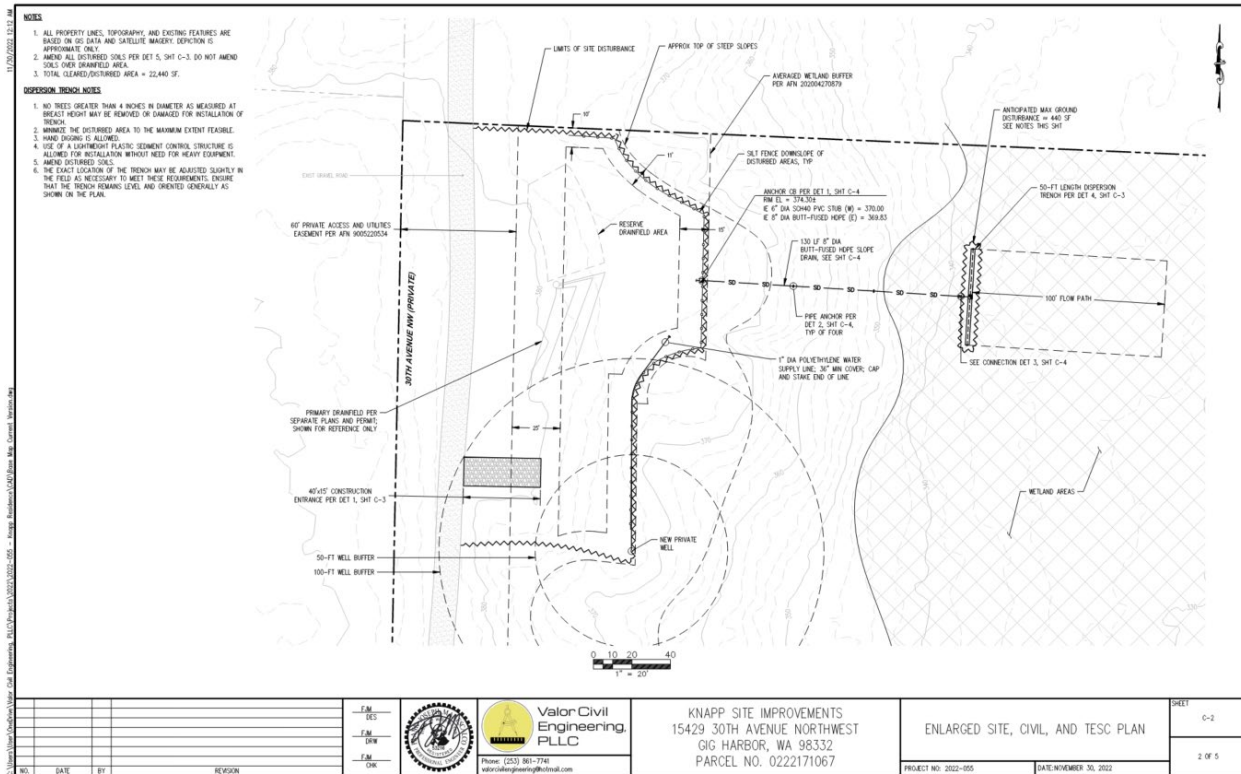 NOTES
1. ALL PROPERTY LINES, TOPOGRAPHY, AND EXISTING FEATURES ARE
BASED ON GIS DATA AND SATELLITE IMAGERY. DEPICTION IS
APPROXIMATE ONLY.
2. AMEND ALL DISTURBED SOILS PER DET 5, SHT C-3. DO NOT AMEND
SOILS OVER DRAINFIELD AREA.
3. TOTAL CLEARED/DISTURBED AREA = 22,440 SF.
DISPERSION TRENCH NOTES
1. NO TREES GREATER THAN 4 INCHES IN DIAMETER AS MEASURED AT
BREAST HEIGHT MAY BE REMOVED OR DAMAGED FOR INSTALLATION OF
TRENCH.
2. MINIMIZE THE DISTURBED AREA TO THE MAXIMUM EXTENT FEASIBLE.
3. HAND DIGGING IS ALLOWED.
4. USE OF A LIGHTWEIGHT PLASTIC SEDIMENT CONTROL STRUCTURE IS
ALLOWED FOR INSTALLATION WITHOUT NEED FOR HEAVY EQUIPMENT.
5. AMEND DISTURBED SOILS.
6. THE EXACT LOCATION OF THE TRENCH MAY BE ADJUSTED SLIGHTLY IN
THE FIELD AS NECESSARY TO MEET THESE REQUIREMENTS. ENSURE
THAT THE TRENCH REMAINS LEVEL AND ORIENTED GENERALLY AS
SHOWN ON THE PLAN.
11/30/2022 12:12 AM
LIMITS OF SITE DISTURBANCE
APPROX TOP OF STEEP SLOPES
AVERAGED WETLAND BUFFER
PER AFN 202004270879
ANTICIPATED MAX GROUND
DISTURBANCE = 440 SF
SEE NOTES THIS SHT
10'
11'
SILT FENCE DOWNSLOPE OF
DISTURBED AREAS, TYP
EXIST GRAVEL ROAD
50-FT LENGTH DISPERSION
TRENCH PER DET 4, SHT C-3
ANCHOR CB PER DET 1, SHT C-4
RIM EL = 374.30±
IE 6" DIA SCH40 PVC STUB (W) = 370.00
IE 8" DIA BUTT-FUSED HDPE (E) = 369.83
60' PRIVATE ACCESS AND UTILITIES
EASEMENT PER AFN 9005220534
RESERVE
DRAINFIELD AREA
15'
130 LF 8" DIA
BUTT-FUSED HDPE SLOPE
DRAIN, SEE SHT C-4
SD SD SD SD SD SD
100' FLOW PATH
PIPE ANCHOR PER
DET 2, SHT C-4,
TYP OF FOUR
30TH AVENUE NW (PRIVATE)
1" DIA POLYETHYLENE WATER
SUPPLY LINE; 36" MIN COVER; CAP
AND STAKE END OF LINE
SEE CONNECTION DET 3, SHT C-4
PRIMARY DRAINFIELD PER
SEPARATE PLANS AND PERMIT;
SHOWN FOR REFERENCE ONLY
25'
40'x15' CONSTRUCTION
ENTRANCE PER DET 1, SHT C-3
WETLAND AREAS
NEW PRIVATE
WELL
50-FT WELL BUFFER
100-FT WELL BUFFER
0 10 20 40
1" = 20'
NO. DATE BY REVISION
FJM
DES
FJM
DRW
FJM
CHK
Valor Civil
Engineering,
PLLC
Phone: (253) 861-7741
valorcivilengineering@hotmail.com
KNAPP SITE IMPROVEMENTS
15429 30TH AVENUE NORTHWEST
GIG HARBOR, WA 98332
PARCEL NO. 0222171067
ENLARGED SITE, CIVIL, AND TESC PLAN
PROJECT NO: 2022-055
DATE: NOVEMBER 30, 2022
SHEET
C-2
2 OF 5